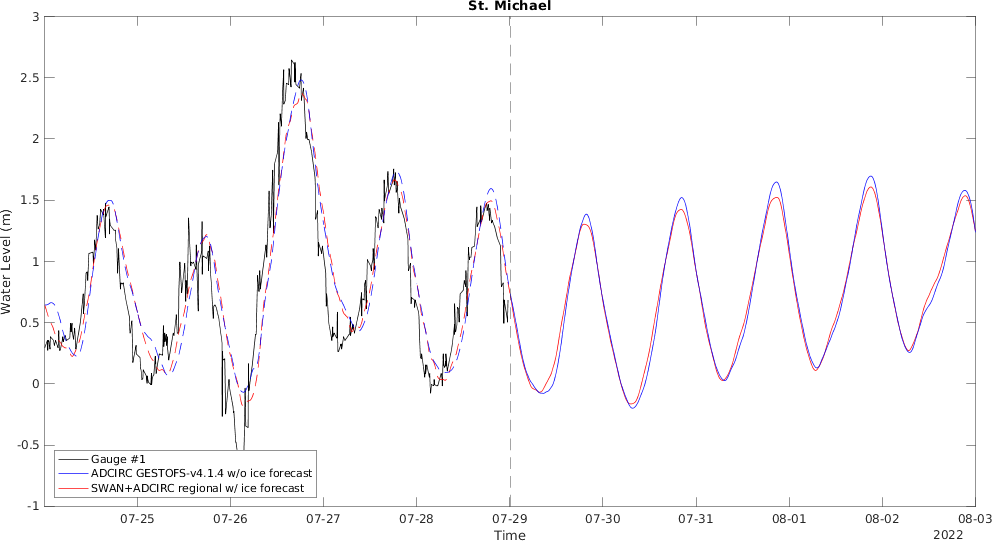 St. Michael
3
2.5
2
1.5
1
0.5
0
-0.5
-1
Water Level (m)
Gauge #1
ADCIRC GESTOFS-v4.1.4 w/o ice forecast
SWAN+ADCIRC regional w/ ice forecast
07-25 07-26 07-27 07-28 07-29 07-30 07-31 08-01 08-02 08-03
Time
2022